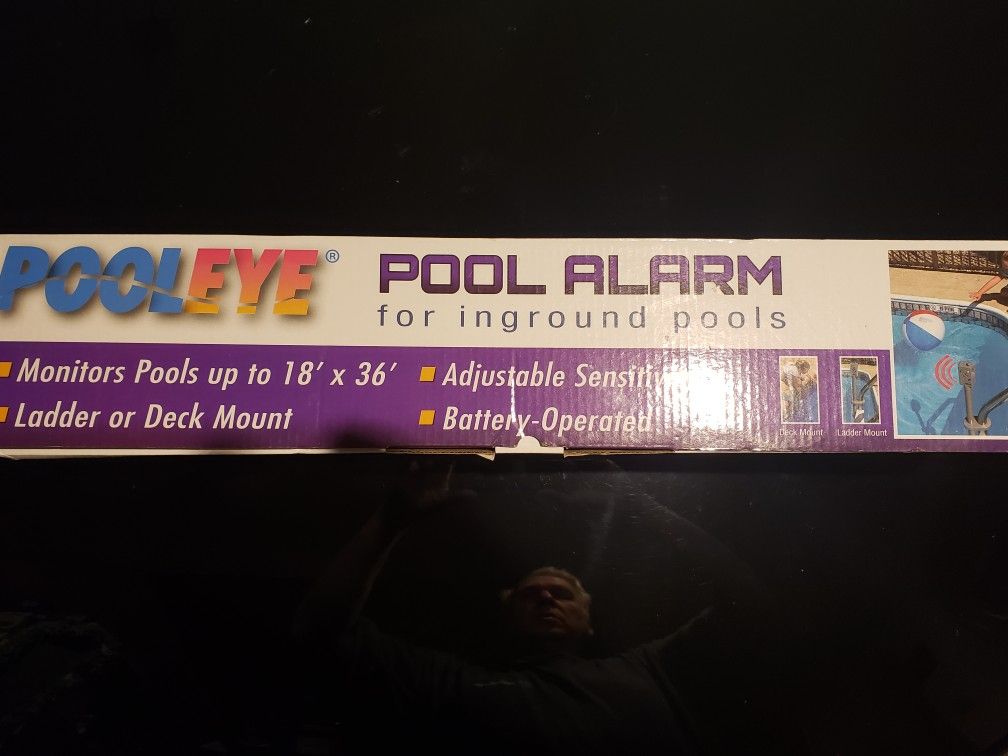 POOLEYE®
POOL ALARM
for inground pools
Monitors Pools up to 18' x 36'
Ladder or Deck Mount
Adjustable
Battery-Operated
Deck Mount
Ladder Mount